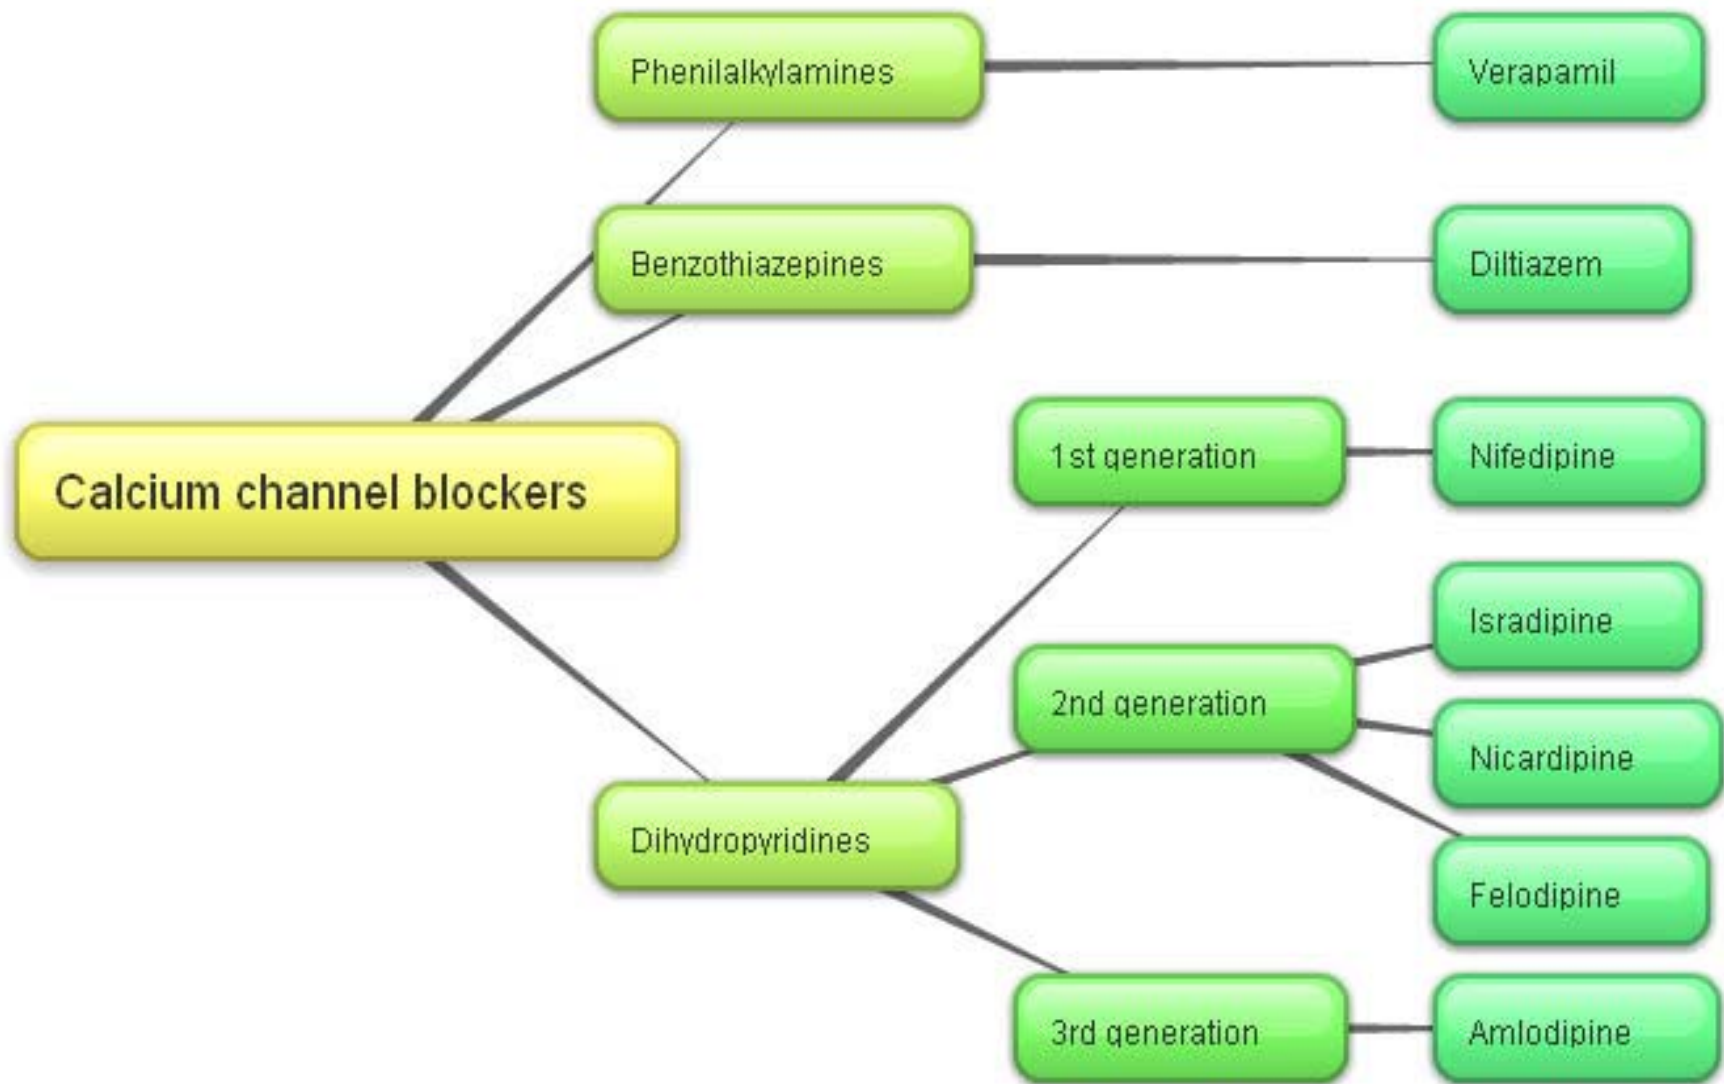 Phenilalkylamines
Verapamil
Benzothiazepines
Diltiazem
Calcium channel blockers
1st generation
Nifedipine
Isradipine
2nd generation
Nicardipine
Dihydropyridines
Felodipine
3rd generation
Amlodipine